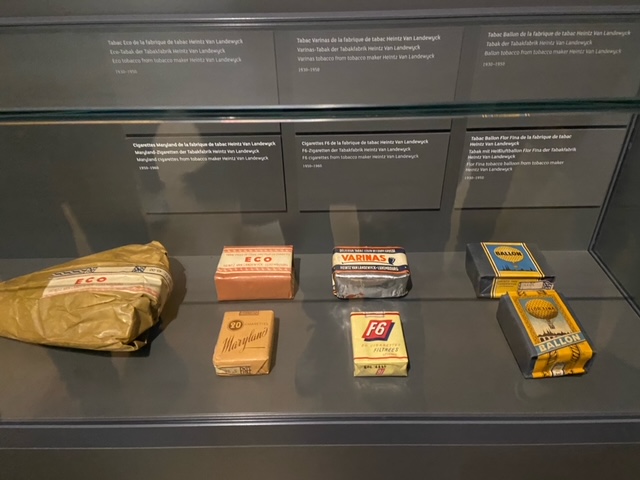 Tabac Eco de la fabrique de tabac Heintz Van Landewyck
Eco-Tabak der Tabakfabrik Heintz Van Landewyck
Eco tobacco from tobacco maker Heintz Van Landewyck
Tabac Varinas de la fabrique de tabac Heintz Van Landewyck
Varinas-Tabak der Tabakfabrik Heintz Van Landewyck
Varinas tobacco from tobacco maker Heintz Van Landewyck
Tabac Ballon de la fabrique de tabac Heintz Van Landewyck
Tabak der Tabakfabrik Heintz Van Landewyck
Ballon tobacco from tobacco maker Heintz Van Landewyck
Cigarettes Maryland de la fabrique de tabac Heintz Van Landewyck
Maryland-Zigaretten der Tabakfabrik Heintz Van Landewyck
Maryland cigarettes from tobacco maker Heintz Van Landewyck
Cigarettes F6 de la fabrique de tabac Heintz Van Landewyck
F6-Zigaretten der Tabakfabrik Heintz Van Landewyck
F6 cigarettes from tobacco maker Heintz Van Landewyck
Tabac Ballon Flor Fina de la fabrique de tabac
Heintz Van Landewyck
Tabak mit Heißluftballon Flor Fina der Tabakfabrik
Heintz Van Landewyck
Flor Fina tobacco balloon from tobacco maker
Heintz Van Landewyck
ECO
ECO
VARINAS
HEINTZ VAN LANDEWYCK
BALLON
20
Maryland
F6
FILTREES
BALLON